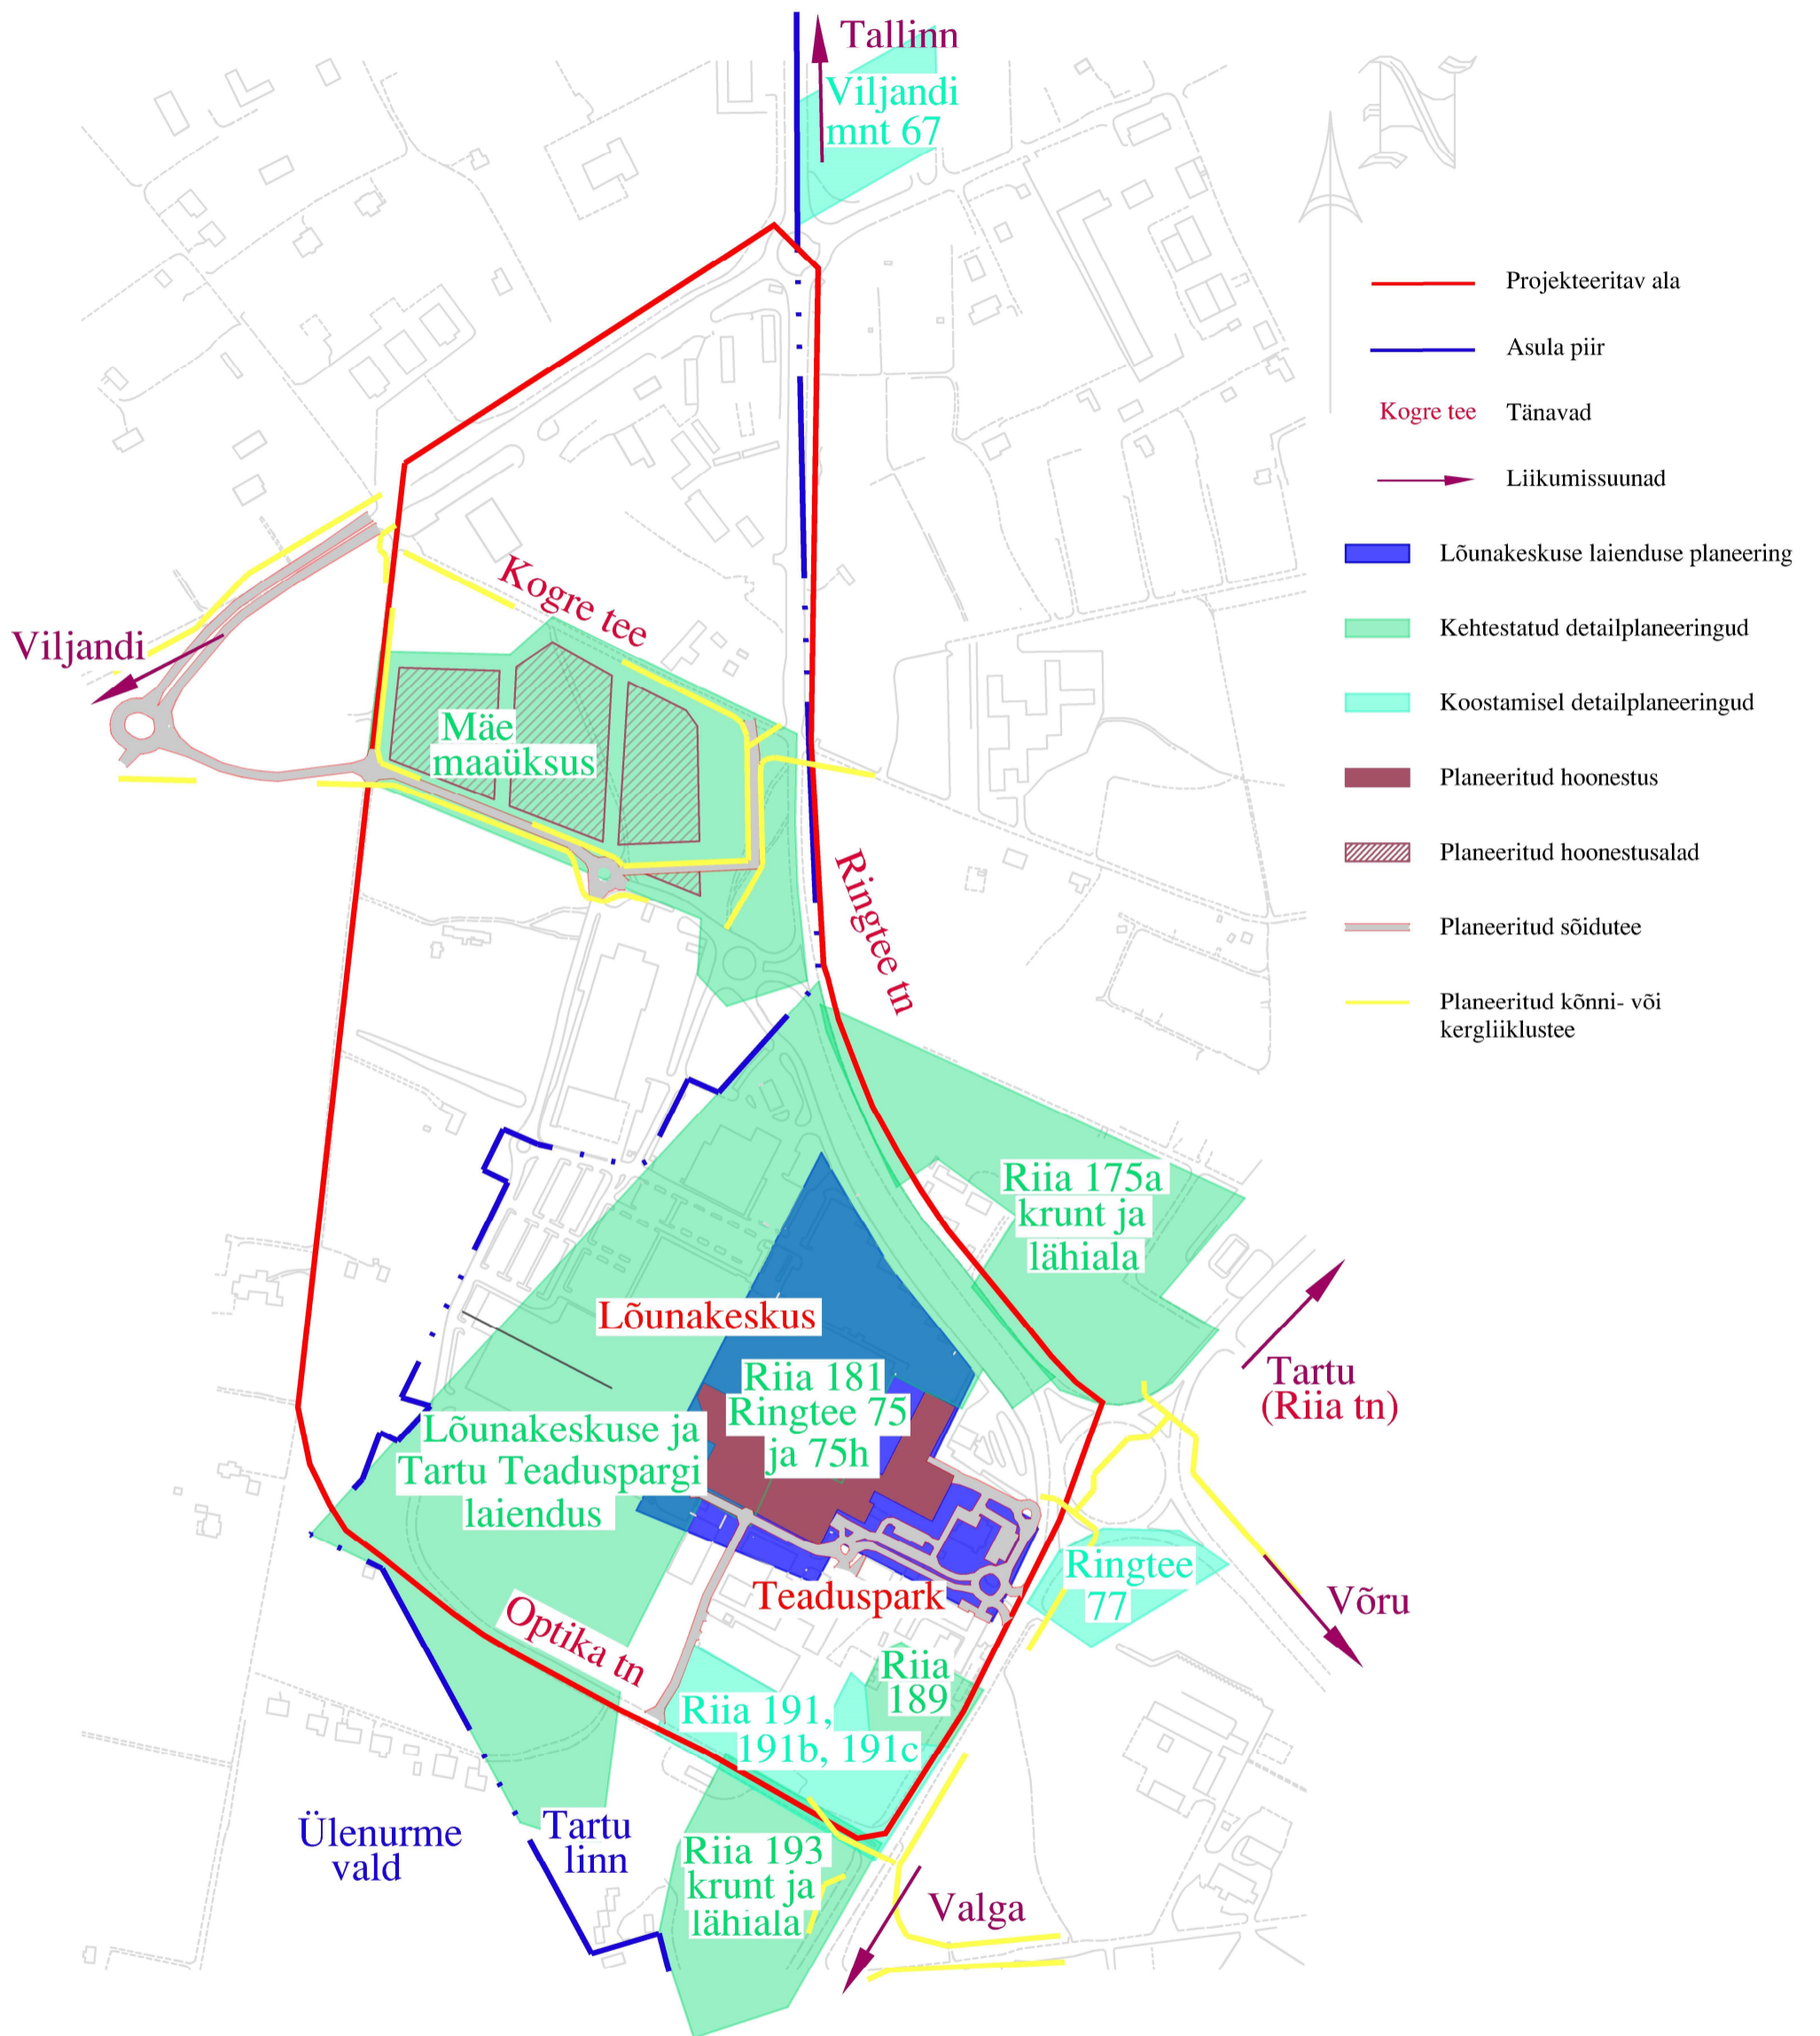 Tallinn
Viljandi
mnt 67
N
Projekteeritav ala
Asula piir
Kogre tee Tänavad
Liikumissuunad
Lõunakeskuse laienduse planeering
Kehtestatud detailplaneeringud
Koostamisel detailplaneeringud
Planeeritud hoonestus
Planeeritud hoonestusalad
Planeeritud sõidutee
Planeeritud kõnni- või
kergliiklustee
Kogre tee
Viljandi
Mäe
maaüksus
Ringtee tn
Riia 175a
krunt ja
lähiala
Lõunakeskus
Riia 181
Ringtee 75
ja 75h
Tartu
(Riia tn)
Lõunakeskuse ja
Tartu Teaduspargi
laiendus
Ringtee
77
Teaduspark
Võru
Optika tn
Riia
189
Riia 191,
191b, 191c
Ülenurme
vald
Tartu
linn
Riia 193
krunt ja
lähiala
Valga